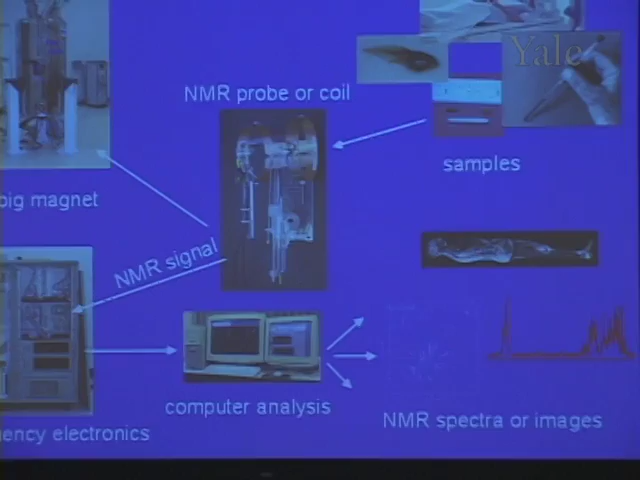 Yale
NMR probe or coil
samples
big magnet
NMR signal
computer analysis
NMR spectra or images
ency electronics